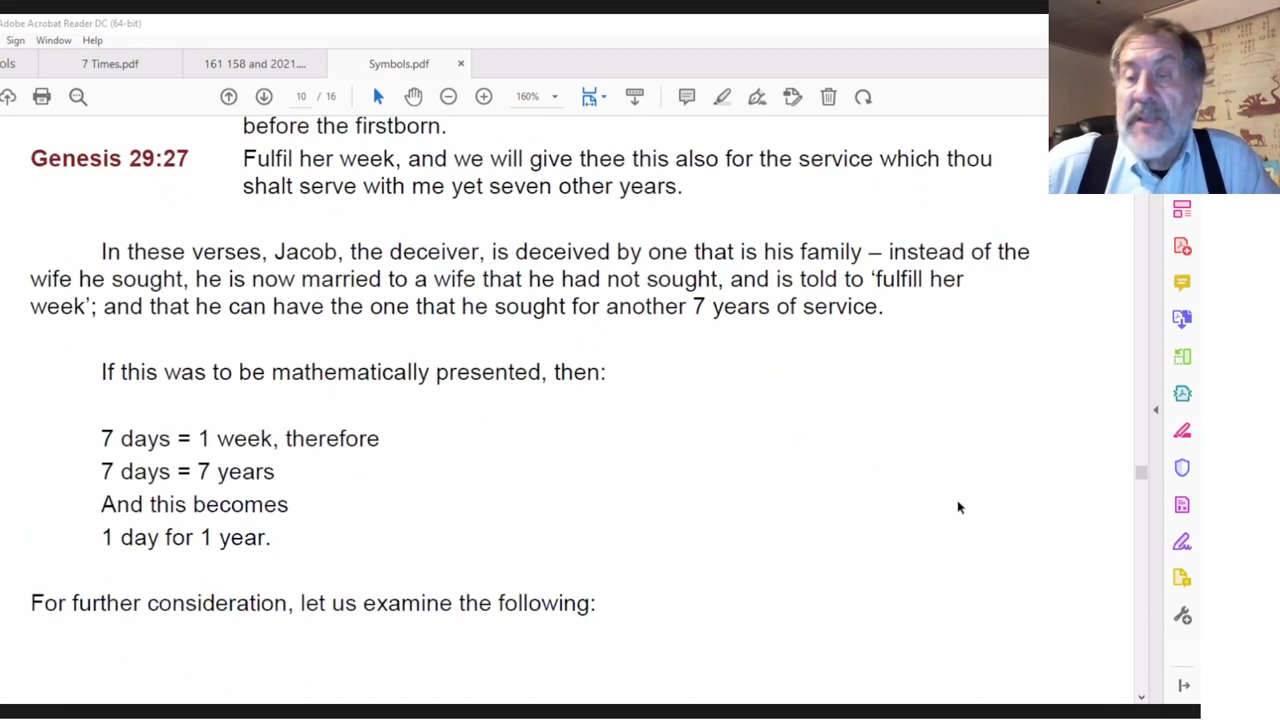 Adobe Acrobat Reader DC (64-bit)
Sign Window Help
ols 7 Times.pdf 161 158 and 2021.... Symbols.pdf ×
10 / 16 160%
before the firstborn.
Genesis 29:27 Fulfil her week, and we will give thee this also for the service which thou
shalt serve with me yet seven other years.
In these verses, Jacob, the deceiver, is deceived by one that is his family – instead of the
wife he sought, he is now married to a wife that he had not sought, and is told to ‘fulfill her
week’; and that he can have the one that he sought for another 7 years of service.
If this was to be mathematically presented, then:
7 days = 1 week, therefore
7 days = 7 years
And this becomes
1 day for 1 year.
For further consideration, let us examine the following: